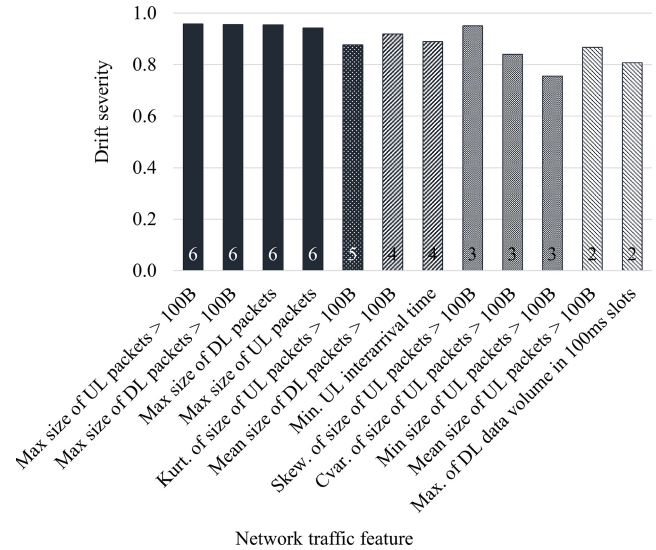 Drift severity
1.0
0.8
0.6
0.4
0.2
0.0
6
6
6
6
5
4
4
3
3
3
2
2
Max size of UL packets > 100B
Max size of DL packets > 100B
Max size of DL packets
Max size of UL packets
Kurt. of size of UL packets > 100B
Mean size of DL packets > 100B
Min. UL interarrival time
Skew. of size of UL packets > 100B
Cvar. of size of UL packets > 100B
Min size of UL packets > 100B
Mean size of UL packets > 100B
Max. of DL data volume in 100ms slots
Network traffic feature